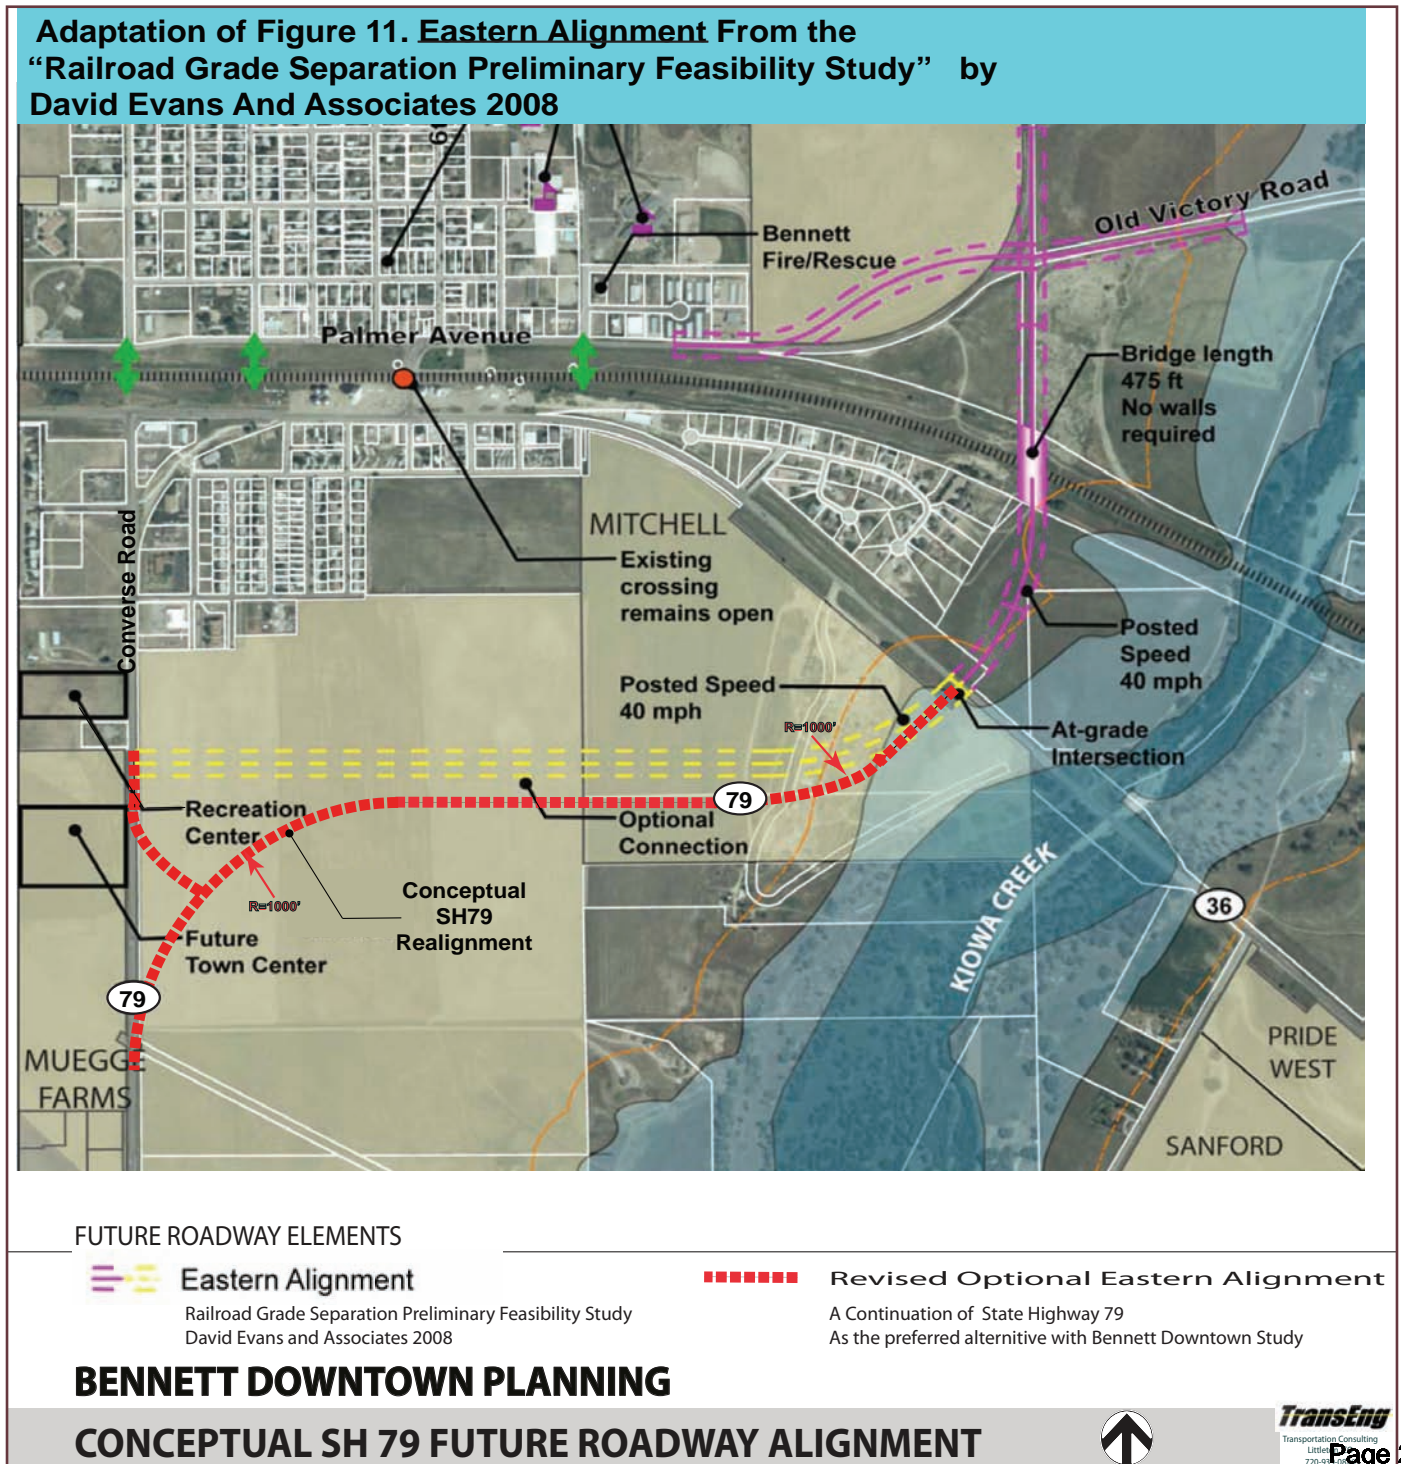 Adaptation of Figure 11. Eastern Alignment From the
“Railroad Grade Separation Preliminary Feasibility Study” by
David Evans And Associates 2008
Old Victory Road
Bennett
Fire/Rescue
Palmer Avenue
Bridge length
475 ft
No walls
required
Converse Road
MITCHELL
Existing
crossing
remains open
Posted
Speed
40 mph
Posted Speed
40 mph
R=1000'
At-grade
Intersection
79
Recreation
Center
Optional
Connection
R=1000'
Conceptual
SH79
Realignment
Future
Town Center
KIOWA CREEK
36
79
MUEGGE
FARMS
PRIDE
WEST
SANFORD
FUTURE ROADWAY ELEMENTS
Eastern Alignment
Railroad Grade Separation Preliminary Feasibility Study
David Evans and Associates 2008
Revised Optional Eastern Alignment
A Continuation of State Highway 79
As the preferred alternitive with Bennett Downtown Study
BENNETT DOWNTOWN PLANNING
CONCEPTUAL SH 79 FUTURE ROADWAY ALIGNMENT
TransEng
Transportation Consulting
Page